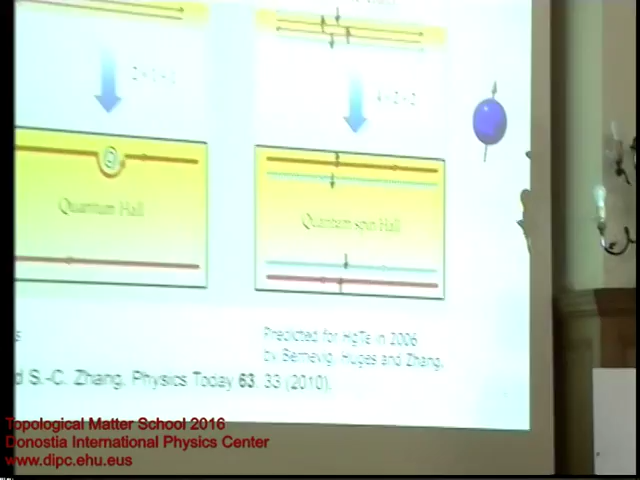 Quantum Hall
Quantum spin Hall
Predicted for HgTe in 2006
by Bernevig, Huges and Zhang.
d S.-C. Zhang. Physics Today 63, 33 (2010).
Topological Matter School 2016
Donostia International Physics Center
www.dipc.ehu.eus